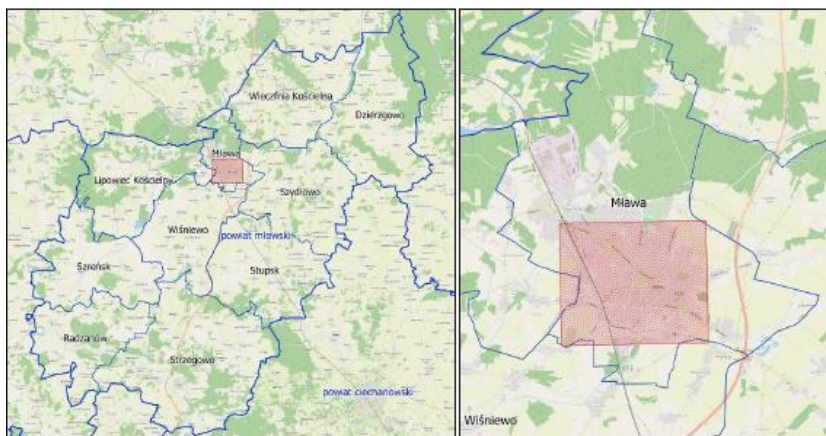 Wieczfnia Kościelna
Dzierzgowo
Mława
Lipowiec Kościelny
Szydłowo
Wiśniewo
powiat mławski
Szreńsk
Stupsk
Radzanów
Strzegowo
powiat ciechanowski
Mława
Wiśniewo